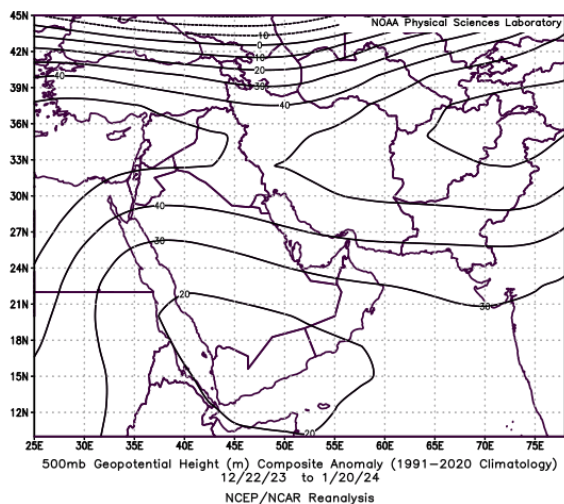 45N
NOAA Physical Sciences Laboratory
-10
0
42N
10
20
30
40
40
39N
36N
33N
30N
40
27N
30
24N
20
30
21N
18N
15N
12N
20
25E 30E 35E 40E 45E 50E 55E 60E 65E 70E 75E
500mb Geopotential Height (m) Composite Anomaly (1991-2020 Climatology)
12/22/23 to 1/20/24
NCEP/NCAR Reanalysis